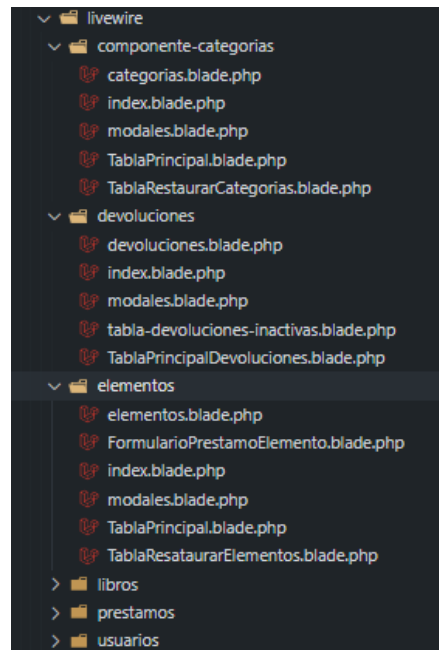 livewire
componente-categorias
categorias.blade.php
index.blade.php
modales.blade.php
TablaPrincipal.blade.php
TablaRestaurarCategorias.blade.php
devoluciones
devoluciones.blade.php
index.blade.php
modales.blade.php
tabla-devoluciones-inactivas.blade.php
TablaPrincipalDevoluciones.blade.php
elementos
elementos.blade.php
FormularioPrestamoElemento.blade.php
index.blade.php
modales.blade.php
TablaPrincipal.blade.php
TablaResataurarElementos.blade.php
libros
prestamos
usuarios